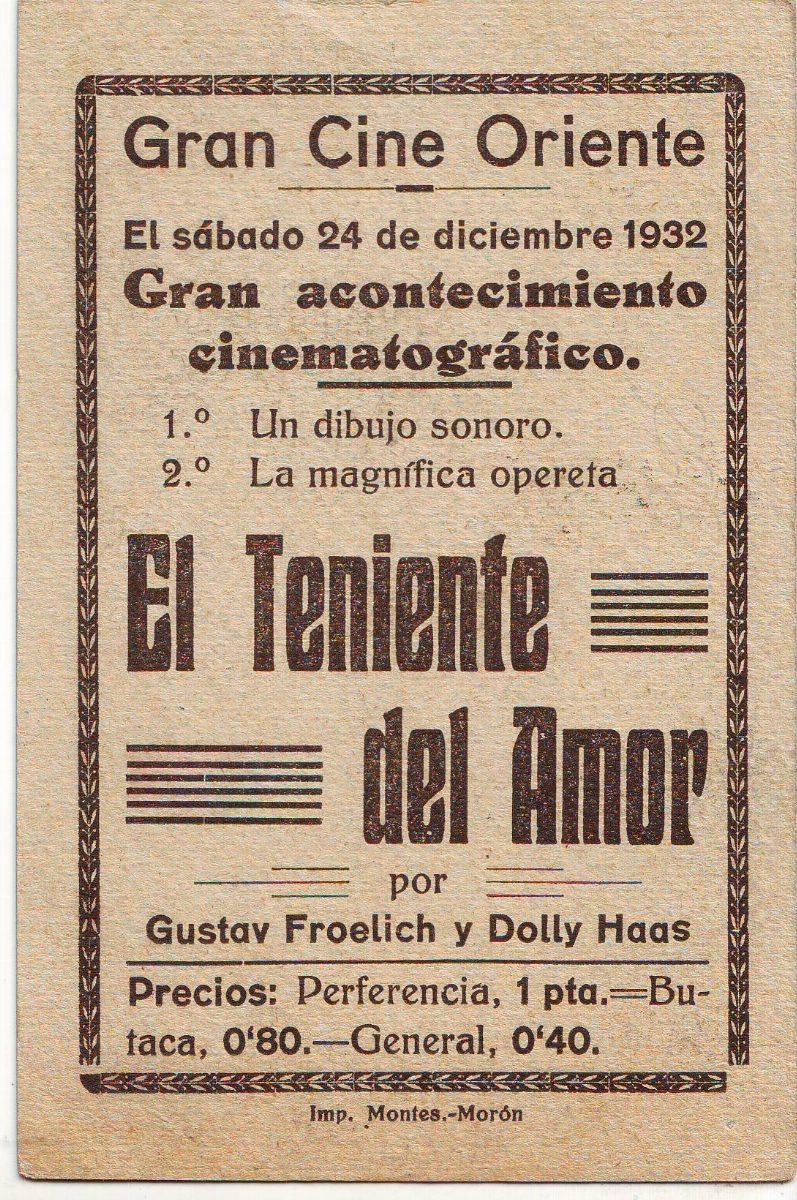 Gran Cine Oriente
El sábado 24 de diciembre 1932
Gran acontecimiento
cinematográfico.
1.º Un dibujo sonoro.
2.º La magnífica opereta
El Teniente
del Amor
por
Gustav Froelich y Dolly Haas
Precios: Perferencia, 1 pta.=Bu-
taca, 0‘80.—General, 0‘40.
Imp. Montes.-Morón